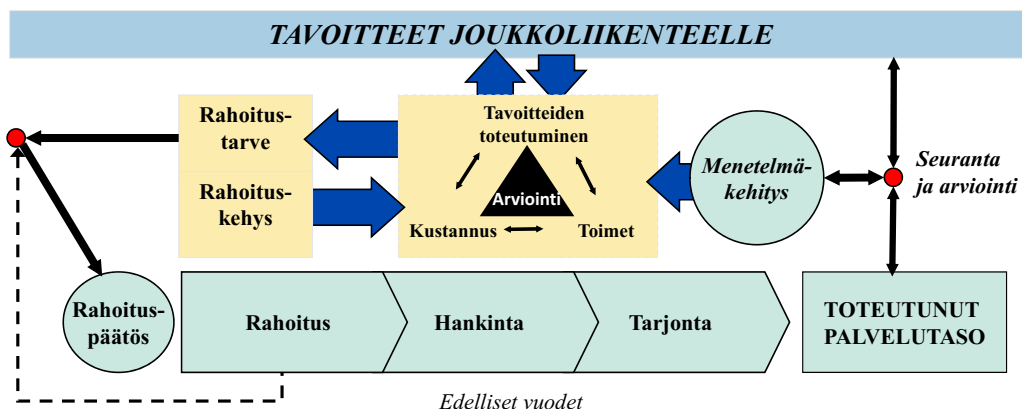 TAVOITTEET JOUKKOLIIKENTEELLE
Rahoitus-
tarve
Rahoitus-
kehys
Tavoitteiden
toteutuminen
Arviointi
Kustannus
Toimet
Menetelmä-
kehitys
Seuranta
ja arviointi
Rahoitus-
päätös
Rahoitus
Hankinta
Tarjonta
TOTEUTUNUT
PALVELUTASO
Edelliset vuodet